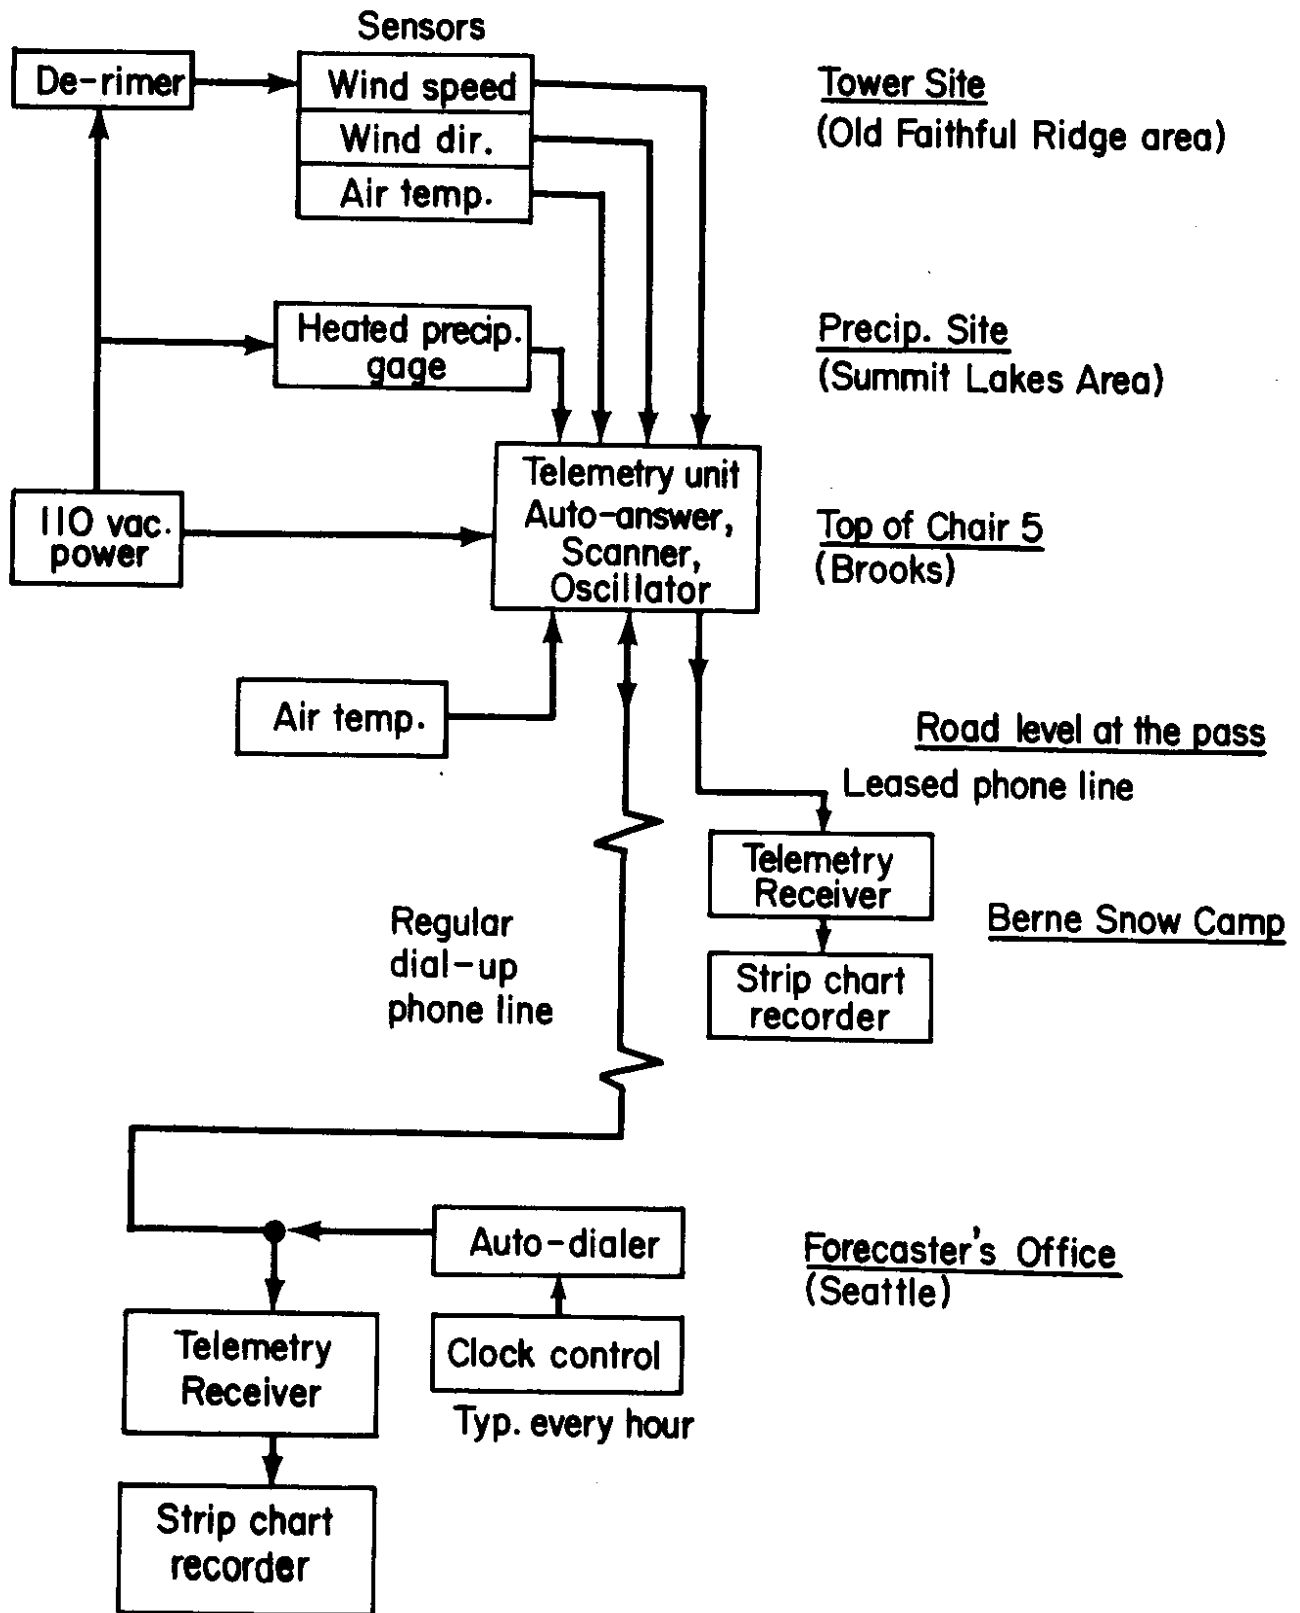 Sensors
De-rimer
Wind speed
Wind dir.
Air temp.
Tower Site
(Old Faithful Ridge area)
Heated precip.
gage
Precip. Site
(Summit Lakes Area)
110 vac.
power
Telemetry unit
Auto-answer,
Scanner,
Oscillator
Top of Chair 5
(Brooks)
Air temp.
Road level at the pass
Leased phone line
Telemetry
Receiver
Berne Snow Camp
Strip chart
recorder
Regular
dial-up
phone line
Auto-dialer
Forecaster's Office
(Seattle)
Clock control
Typ. every hour
Telemetry
Receiver
Strip chart
recorder